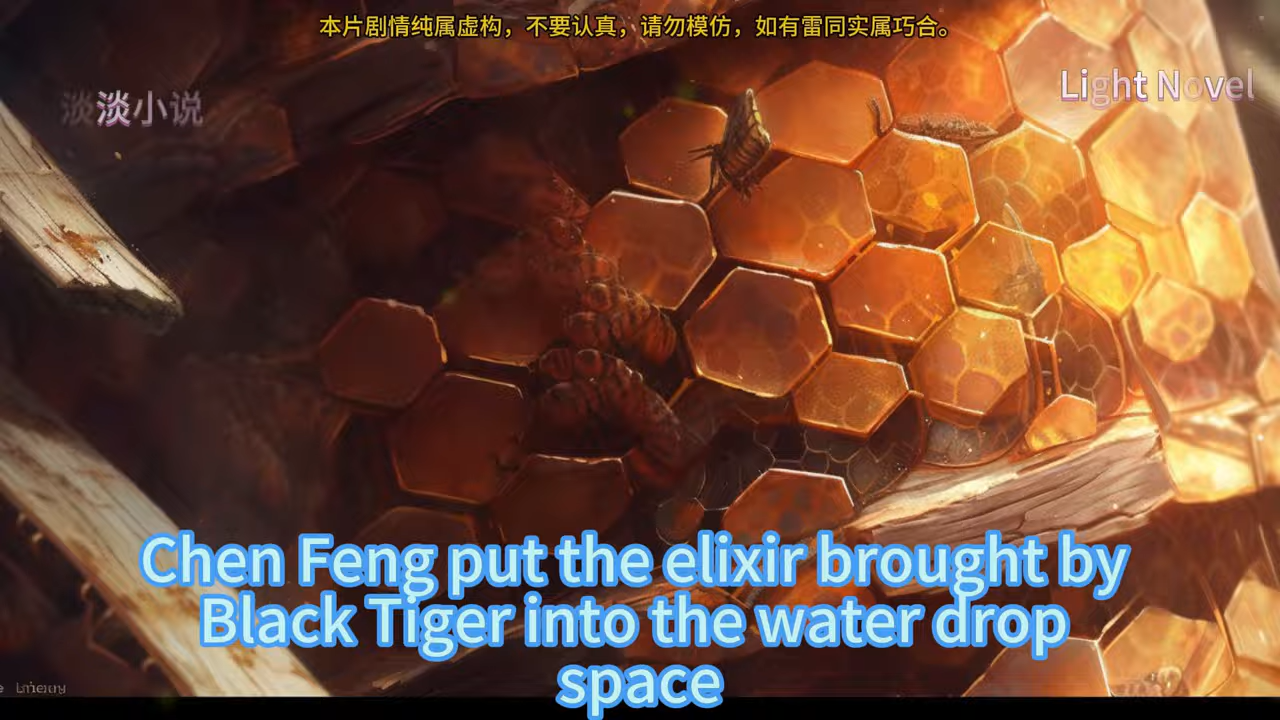 本片剧情纯属虚构，不要认真，请勿模仿，如有雷同实属巧合。
Light Novel
淡淡小说
Chen Feng put the elixir brought by
Black Tiger into the water drop
space